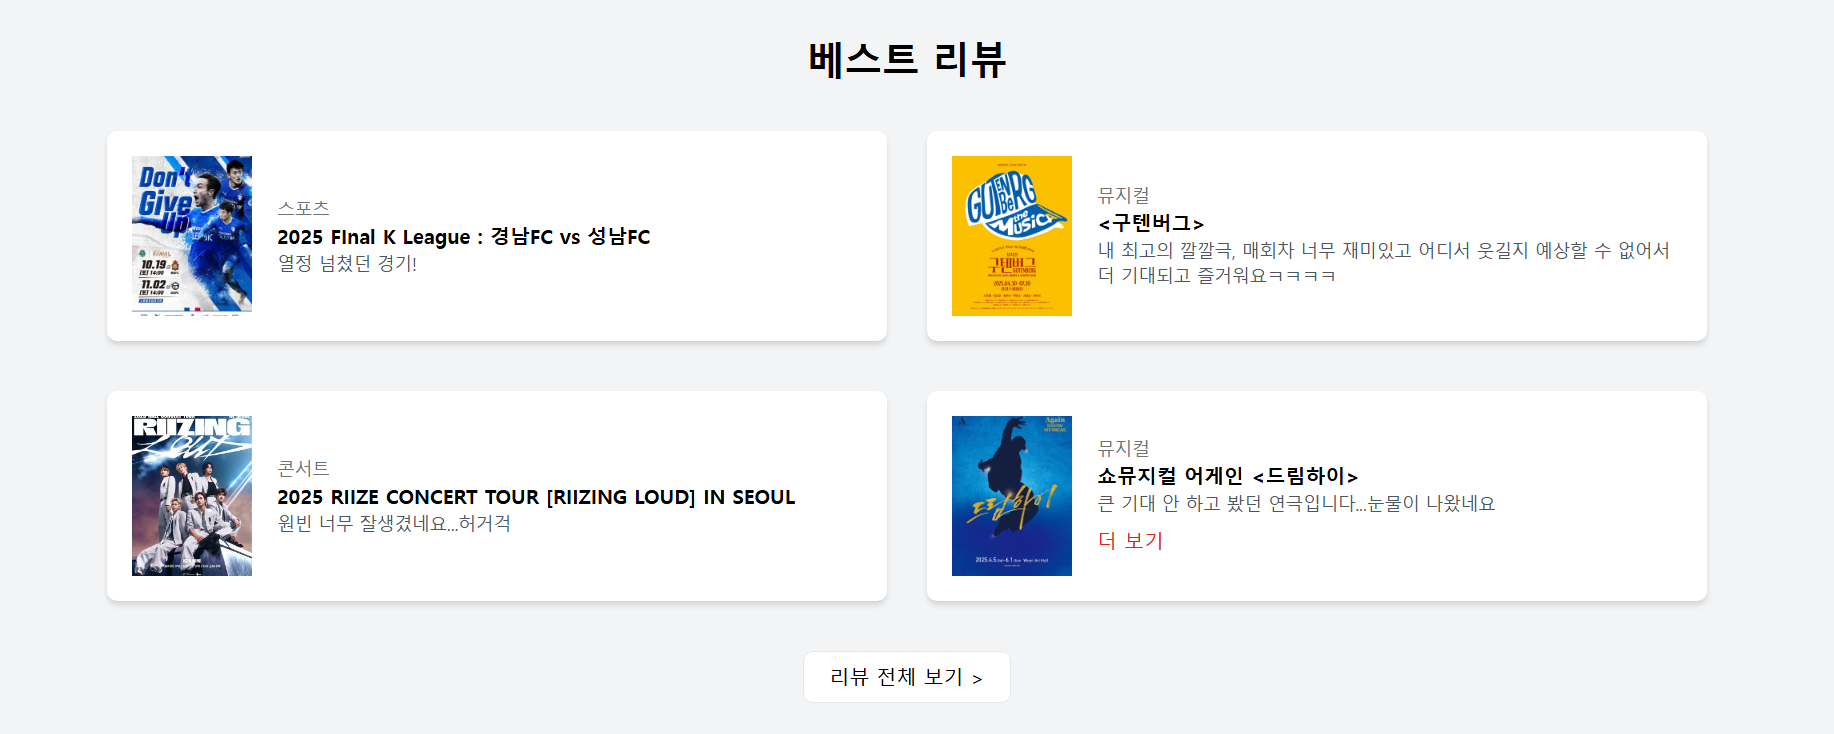 베스트 리뷰
Don't
Give
Up
10.19
[토] 14:00
11.02
[토] 14:00
스포츠
2025 FInal K League : 경남FC vs 성남FC
열정 넘쳤던 경기!
GUTENBERG
the
Musical
구텐버그
뮤지컬
<구텐버그>
내 최고의 깔깔극, 매회차 너무 재미있고 어디서 웃길지 예상할 수 없어서
더 기대되고 즐거워요ㅋㅋㅋㅋ
RIIZING
LOUD
콘서트
2025 RIIZE CONCERT TOUR [RIIZING LOUD] IN SEOUL
원빈 너무 잘생겼네요...허거걱
Again
드림하이
뮤지컬
쇼뮤지컬 어게인 <드림하이>
큰 기대 안 하고 봤던 연극입니다...눈물이 나왔네요
더 보기
리뷰 전체 보기 >